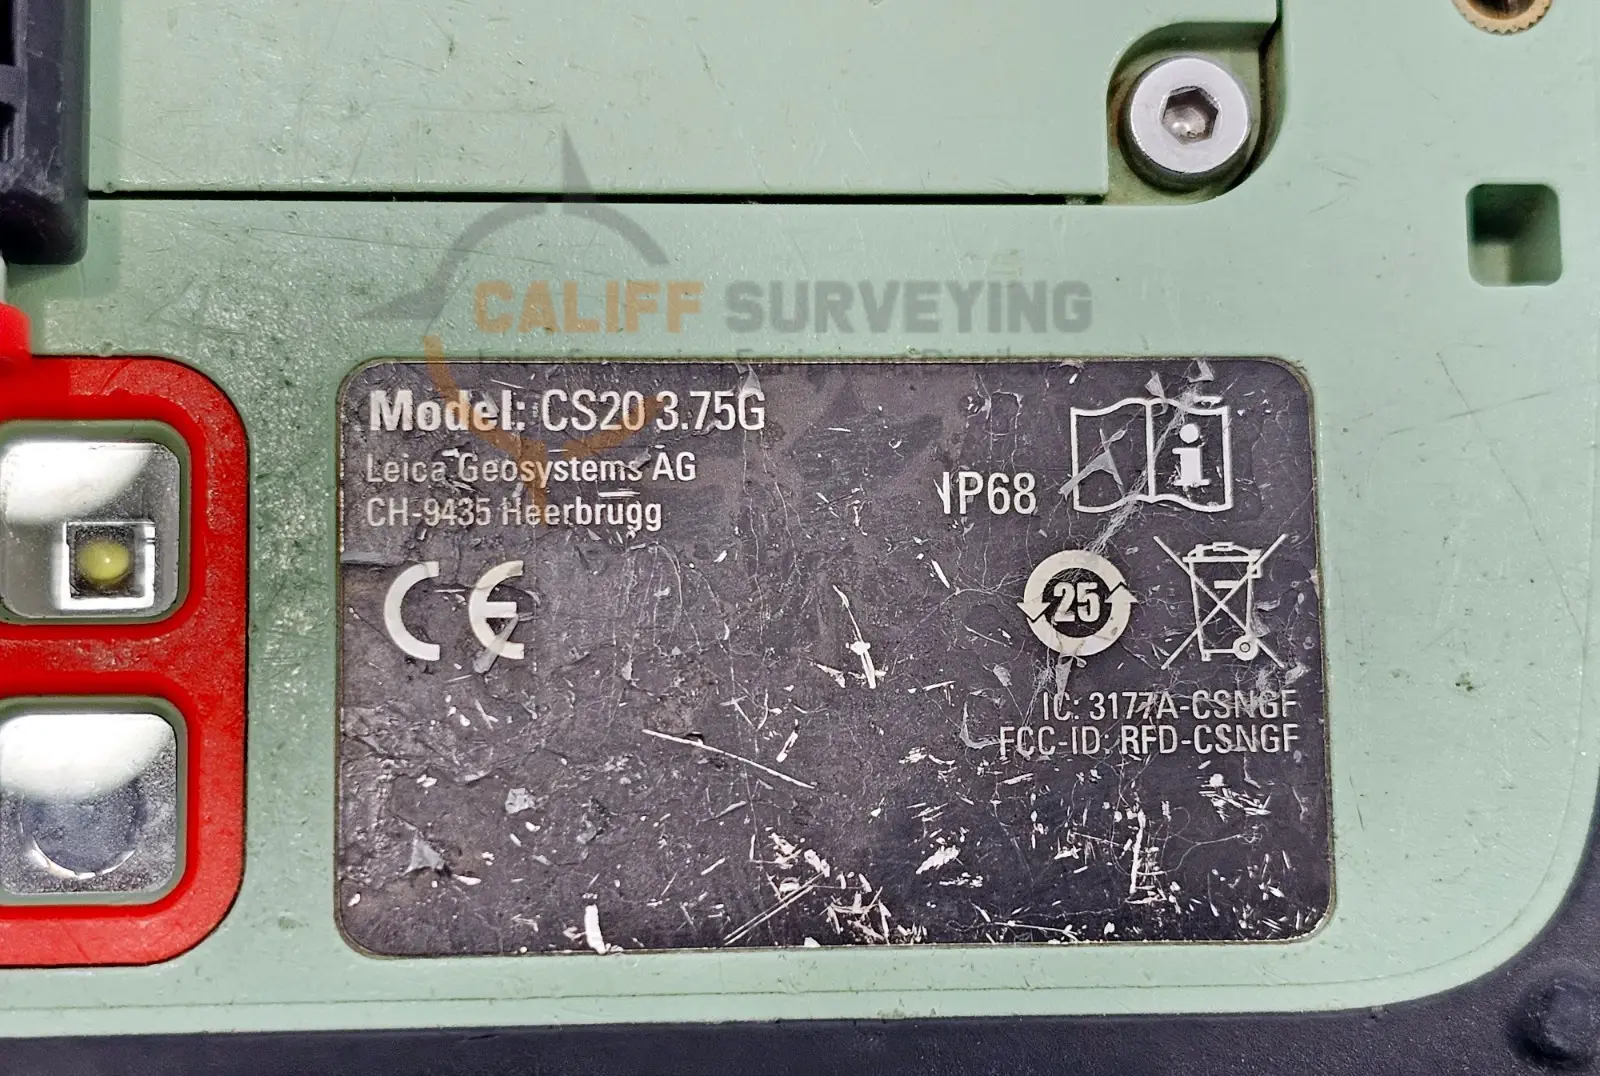 CALIFF SURVEYING
Model: CS20 3.75G
Leica Geosystems AG
CH-9435 Heerbrugg
IP68
25
IC: 3177A-CSNGF
FCC-ID: RFD-CSNGF